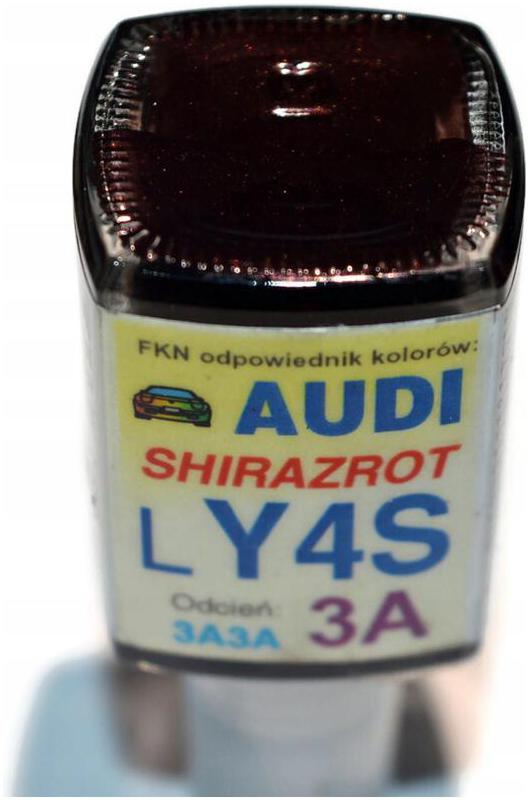 FKN odpowiednik kolorów:
AUDI
SHIRAZROT
LY4S
Odcień: 3A
3A3A